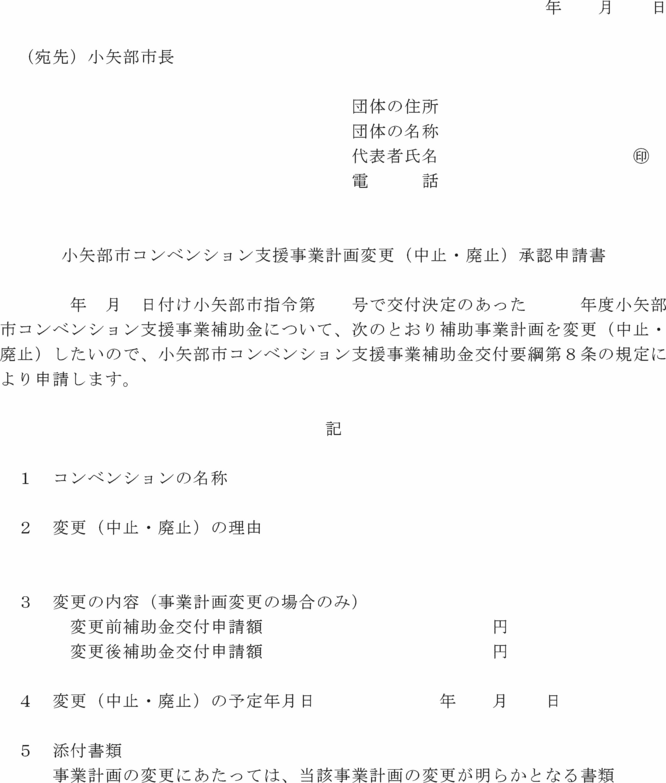 年　　月　　日
（宛先）小矢部市長
団体の住所
団体の名称
代表者氏名　　　　　　　　　　　㊞
電　　　話
小矢部市コンベンション支援事業計画変更（中止・廃止）承認申請書
年　月　日付け小矢部市指令第　　号で交付決定のあった　　　年度小矢部
市コンベンション支援事業補助金について、次のとおり補助事業計画を変更（中止・
廃止）したいので、小矢部市コンベンション支援事業補助金交付要綱第８条の規定に
より申請します。
記
１　コンベンションの名称
２　変更（中止・廃止）の理由
３　変更の内容（事業計画変更の場合のみ）
変更前補助金交付申請額　　　　　　　　　　　　　円
変更後補助金交付申請額　　　　　　　　　　　　　円
４　変更（中止・廃止）の予定年月日　　　　　　　年　　月　　日
５　添付書類
事業計画の変更にあたっては、当該事業計画の変更が明らかとなる書類